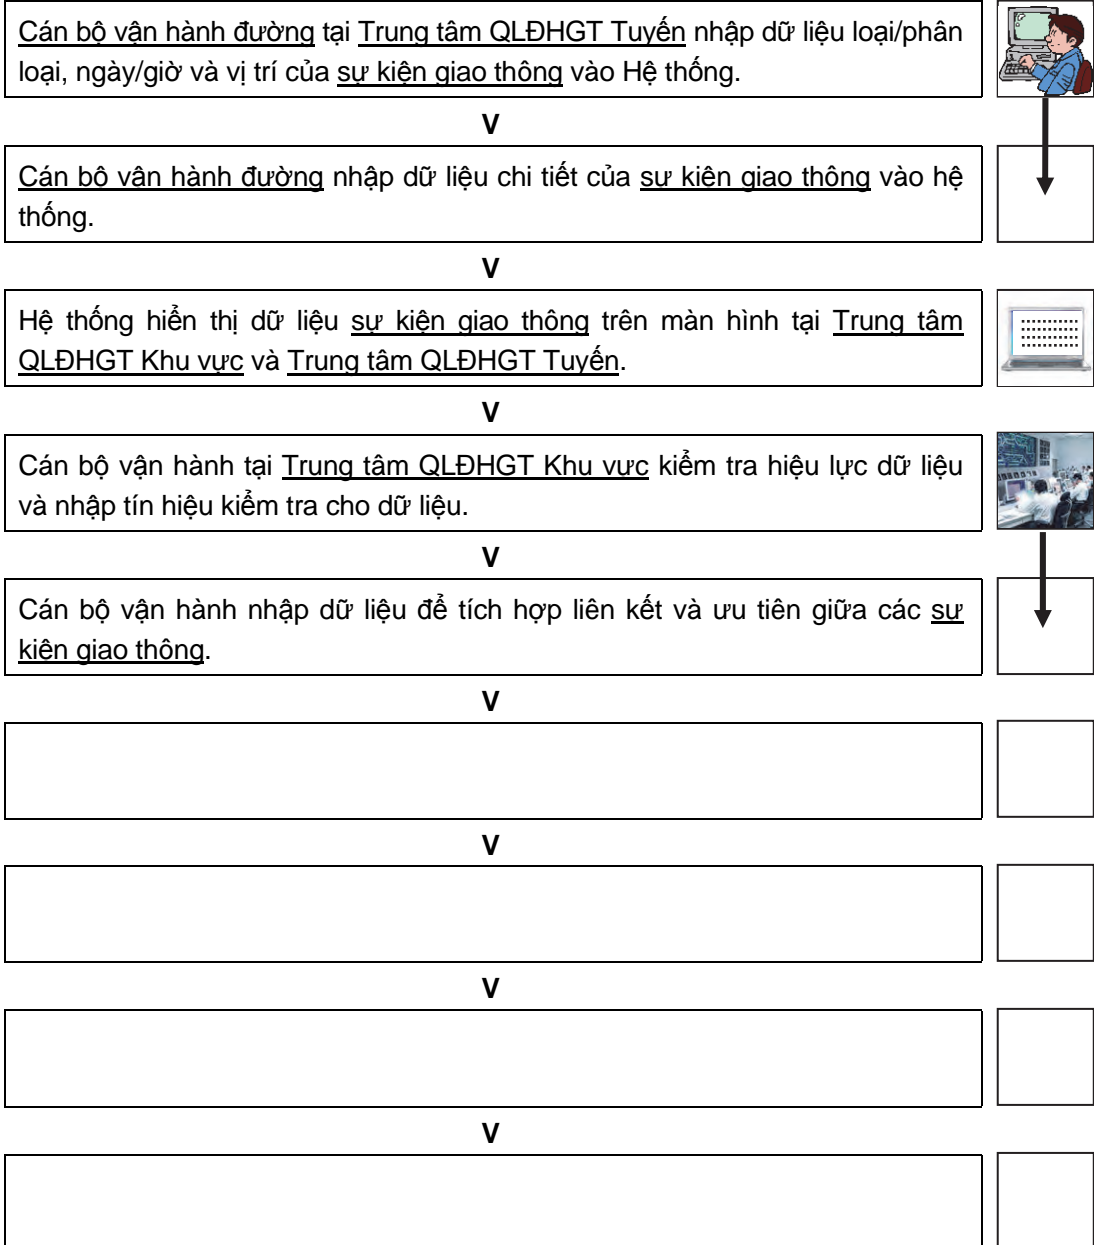 Cán bộ vận hành đường tại Trung tâm QLĐHGT Tuyến nhập dữ liệu loại/phân
loại, ngày/giờ và vị trí của sự kiện giao thông vào Hệ thống.
V
Cán bộ vận hành đường nhập dữ liệu chi tiết của sự kiện giao thông vào hệ
thống.
V
Hệ thống hiển thị dữ liệu sự kiện giao thông trên màn hình tại Trung tâm
QLĐHGT Khu vực và Trung tâm QLĐHGT Tuyến.
V
Cán bộ vận hành tại Trung tâm QLĐHGT Khu vực kiểm tra hiệu lực dữ liệu
và nhập tín hiệu kiểm tra cho dữ liệu.
V
Cán bộ vận hành nhập dữ liệu để tích hợp liên kết và ưu tiên giữa các sự
kiện giao thông.
V
V
V
V